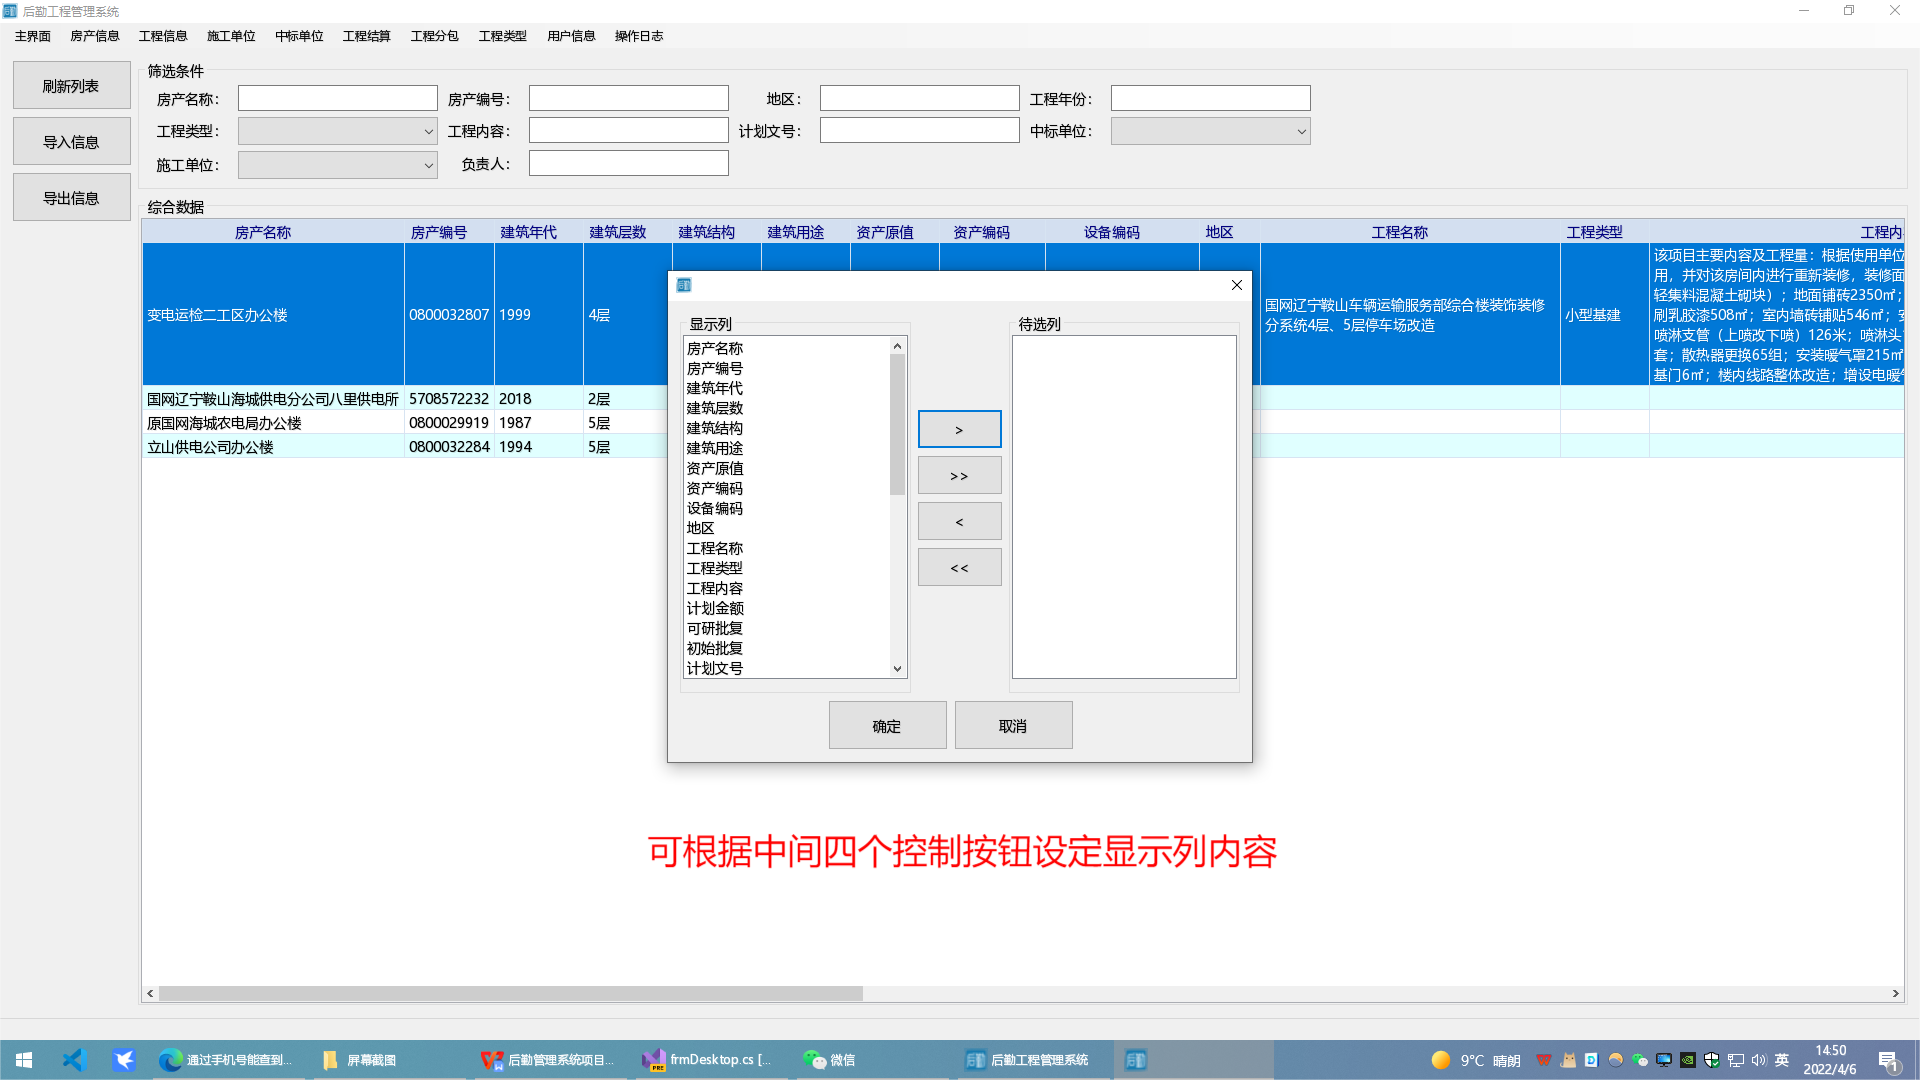 后勤工程管理系统
主界面 房产信息 工程信息 施工单位 中标单位 工程结算 工程分包 工程类型 用户信息 操作日志
刷新列表
导入信息
导出信息
筛选条件
房产名称： 房产编号： 地区： 工程年份：
工程类型： 工程内容： 计划文号： 中标单位：
施工单位： 负责人：
综合数据
房产名称 房产编号 建筑年代 建筑层数 建筑结构 建筑用途 资产原值 资产编码 设备编码 地区 工程名称 工程类型 工程内
变电运检二工区办公楼 0800032807 1999 4层
国网辽宁鞍山车辆运输服务部综合楼装饰装修
分系统4层、5层停车场改造
小型基建
该项目主要内容及工程量：根据使用单位
用，并对该房间内进行重新装修，装修面
轻集料混凝土砌块）；地面铺砖2350㎡；
刷乳胶漆508㎡；室内墙砖铺贴546㎡；安
喷淋支管（上喷改下喷）126米；喷淋头
套；散热器更换65组；安装暖气罩215㎡
基门6㎡；楼内线路整体改造；增设电暖
国网辽宁鞍山海城供电分公司八里供电所 5708572232 2018 2层
原国网海城农电局办公楼 0800029919 1987 5层
立山供电公司办公楼 0800032284 1994 5层
显示列
房产名称
房产编号
建筑年代
建筑层数
建筑结构
建筑用途
资产原值
资产编码
设备编码
地区
工程名称
工程类型
工程内容
计划金额
可研批复
初始批复
计划文号
>
>>
<
<<
待选列
确定 取消
可根据中间四个控制按钮设定显示列内容
通过手机号能查到... 屏幕截图 后勤管理系统项目... frmDesktop.cs [... 微信 后勤工程管理系统
9°C 晴朗 英
14:50
2022/4/6
1